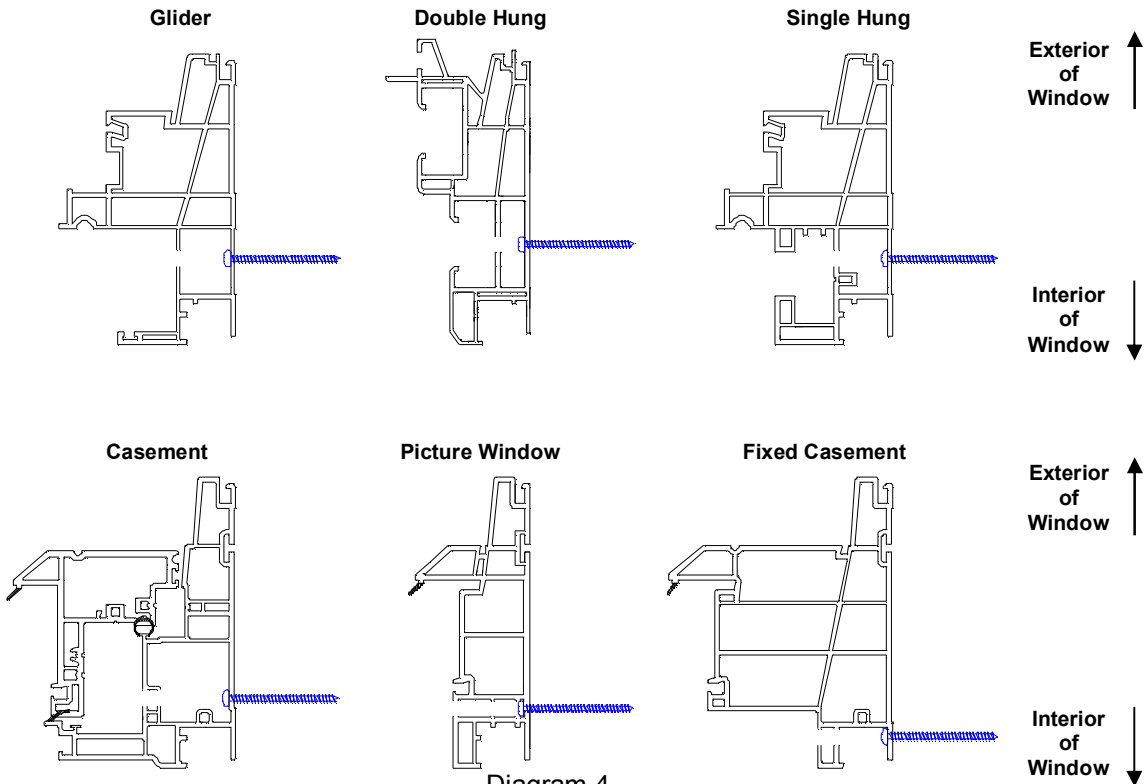 Glider
Double Hung
Single Hung
Exterior
of
Window
Interior
of
Window
Casement
Picture Window
Fixed Casement
Exterior
of
Window
Interior
of
Window
Diagram 4